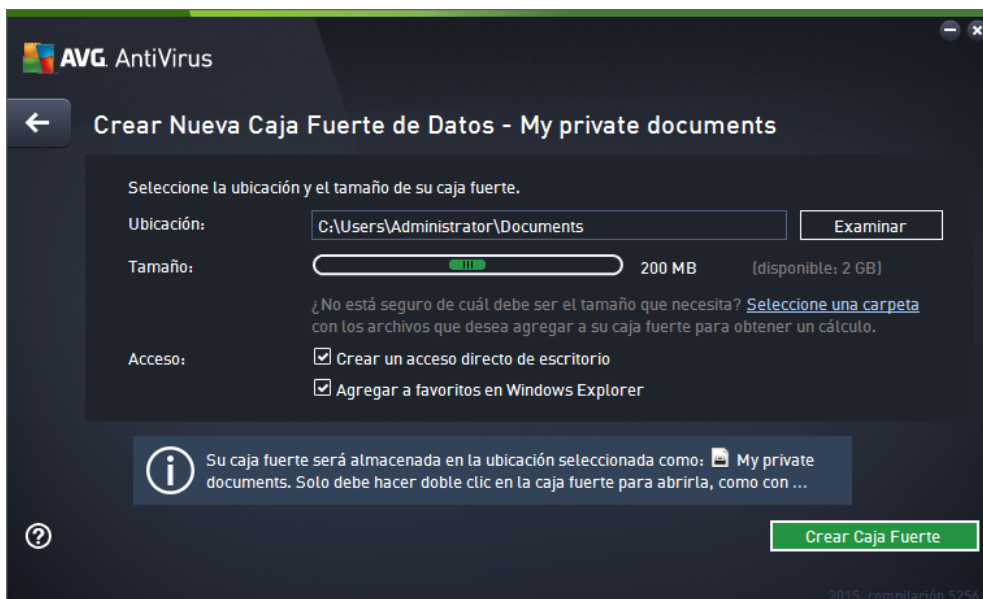 AVG. AntiVirus
Crear Nueva Caja Fuerte de Datos - My private documents
Seleccione la ubicación y el tamaño de su caja fuerte.
Ubicación: C:\Users\Administrator\Documents Examinar
Tamaño: 200 MB (disponible: 2 GB)
¿No está seguro de cuál debe ser el tamaño que necesita? Seleccione una carpeta
con los archivos que desea agregar a su caja fuerte para obtener un cálculo.
Acceso: Crear un acceso directo de escritorio
Agregar a favoritos en Windows Explorer
Su caja fuerte será almacenada en la ubicación seleccionada como: My private
documents. Solo debe hacer doble clic en la caja fuerte para abrirla, como con ...
Crear Caja Fuerte
2015, compilación 5256